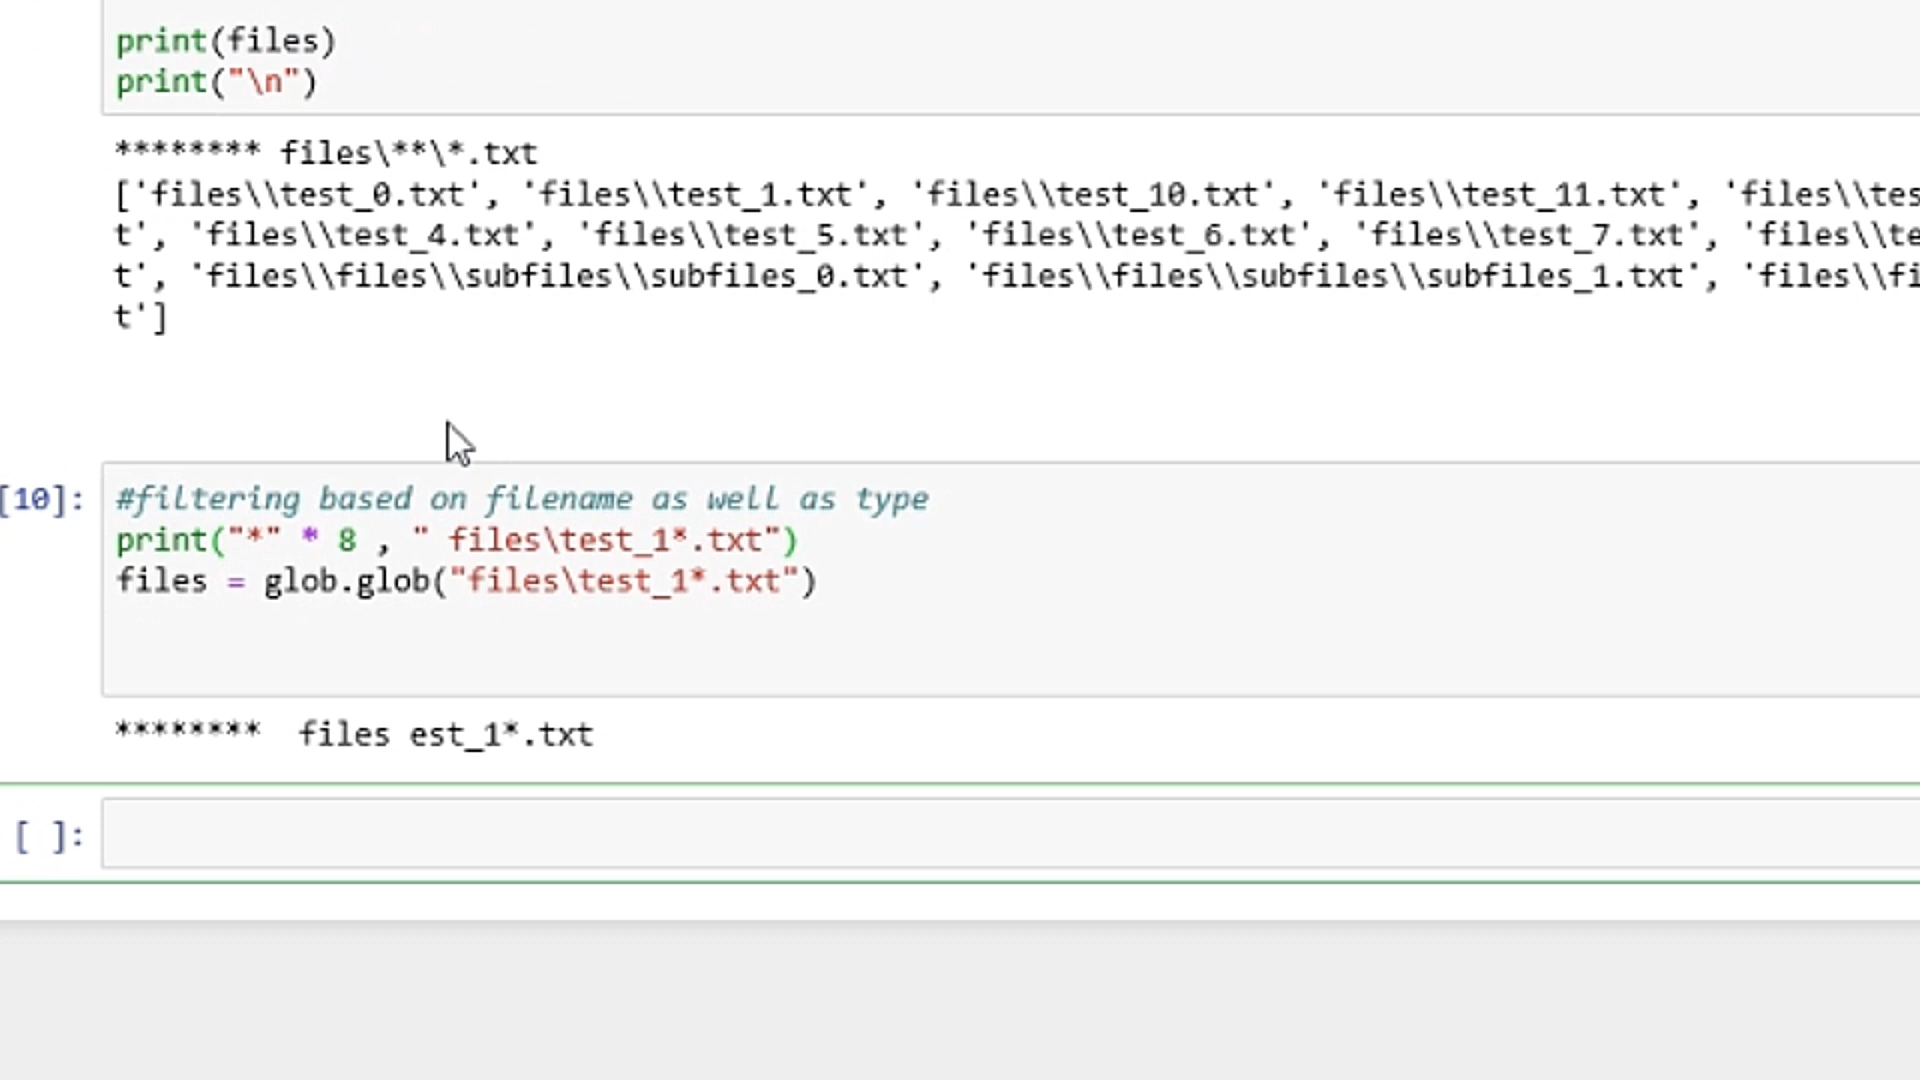 print(files)
print("\n")
******** files\**\*.txt
['files\\test_0.txt', 'files\\test_1.txt', 'files\\test_10.txt', 'files\\test_11.txt', 'files\\tes
t', 'files\\test_4.txt', 'files\\test_5.txt', 'files\\test_6.txt', 'files\\test_7.txt', 'files\\te
t', 'files\\files\\subfiles\\subfiles_0.txt', 'files\\files\\subfiles\\subfiles_1.txt', 'files\\fi
t']
[10]: #filtering based on filename as well as type
print("*" * 8 , " files\test_1*.txt")
files = glob.glob("files\test_1*.txt")
********  files est_1*.txt
[ ]: